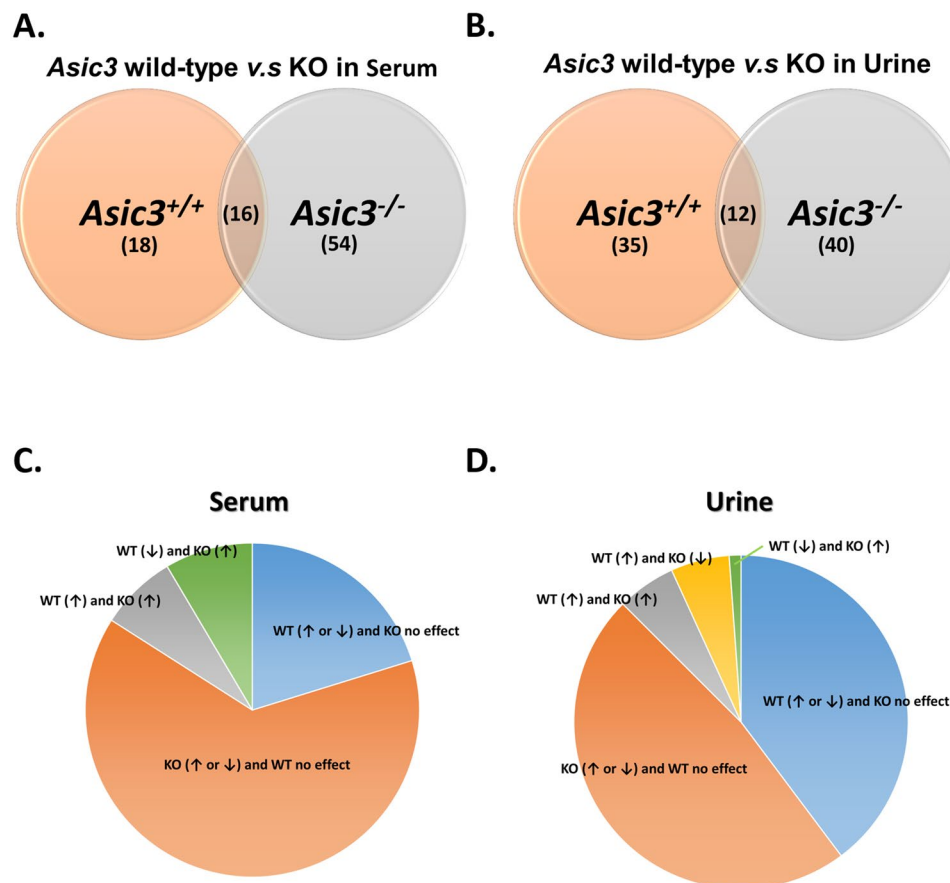 A.
Asic3 wild-type v.s KO in Serum
Asic3+/+
(18)
(16)
Asic3-/-
(54)
B.
Asic3 wild-type v.s KO in Urine
Asic3+/+
(35)
(12)
Asic3-/-
(40)
C.
Serum
WT (↓) and KO (↑)
WT (↑) and KO (↑)
WT (↑ or ↓) and KO no effect
KO (↑ or ↓) and WT no effect
D.
Urine
WT (↓) and KO (↑)
WT (↑) and KO (↓)
WT (↑) and KO (↑)
WT (↑ or ↓) and KO no effect
KO (↑ or ↓) and WT no effect